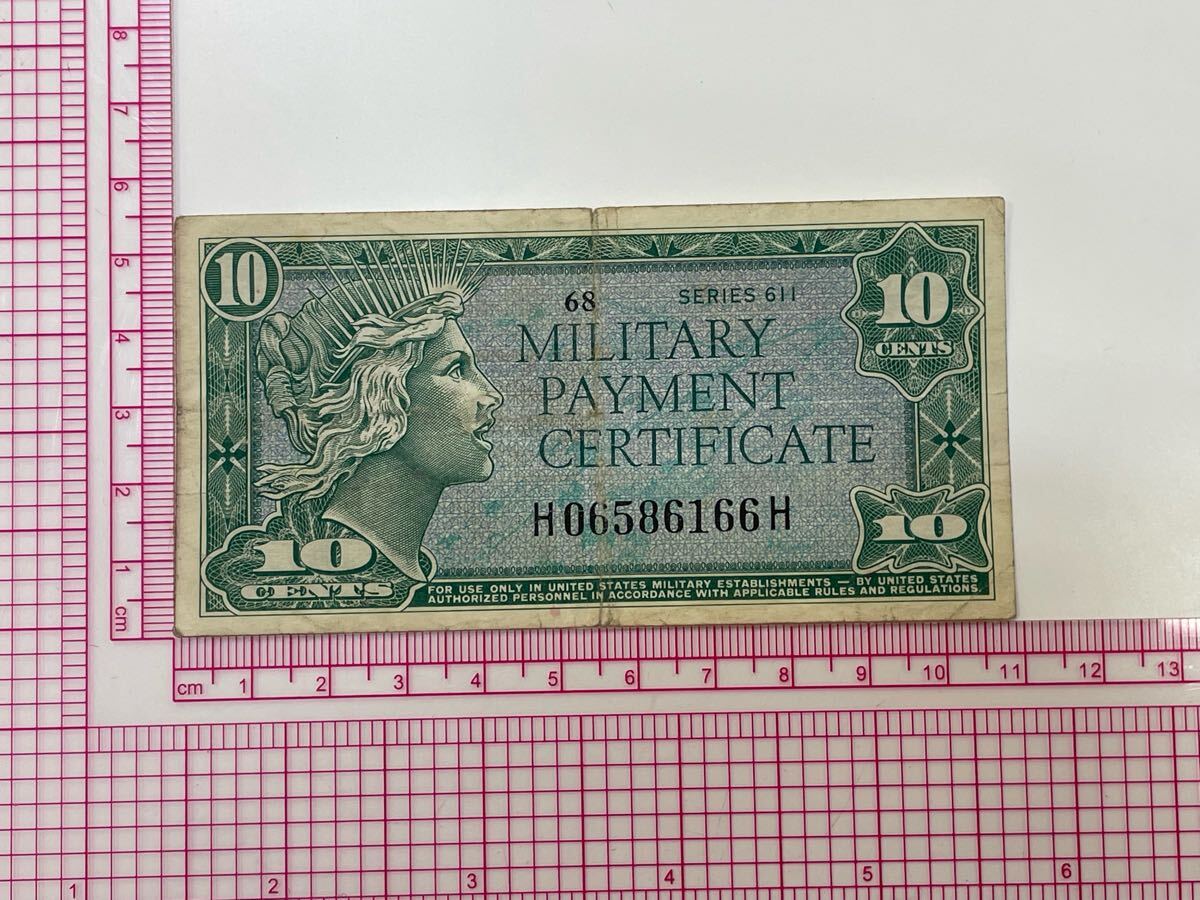 10
68 SERIES 611
10
CENTS
MILITARY
PAYMENT
CERTIFICATE
H06586166H
10
CENTS
10
FOR USE ONLY IN UNITED STATES MILITARY ESTABLISHMENTS — BY UNITED STATES
AUTHORIZED PERSONNEL IN ACCORDANCE WITH APPLICABLE RULES AND REGULATIONS.
8
7
6
5
4
3
2
1
cm
cm 1 2 3 4 5 6 7 8 9 10 11 12 13
1 2 3 4 5 6